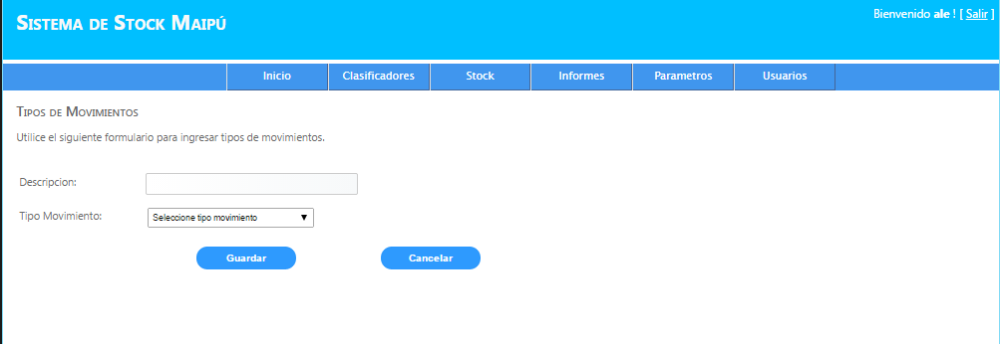 Sistema de Stock Maipú
Bienvenido ale ! [ Salir ]
Inicio Clasificadores Stock Informes Parametros Usuarios
Tipos de Movimientos
Utilice el siguiente formulario para ingresar tipos de movimientos.
Descripcion:
Tipo Movimiento: Seleccione tipo movimiento
Guardar Cancelar